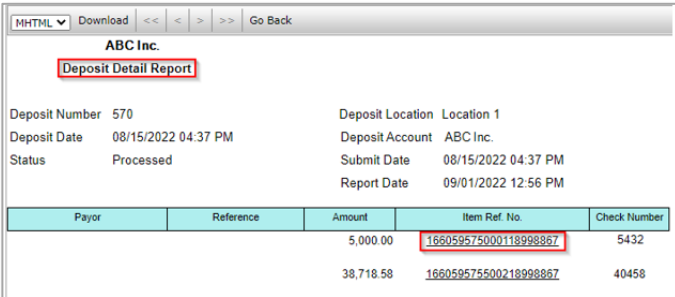 MHTML Download << < > >> Go Back
ABC Inc.
Deposit Detail Report
Deposit Number 570 Deposit Location Location 1
Deposit Date 08/15/2022 04:37 PM Deposit Account ABC Inc.
Status Processed Submit Date 08/15/2022 04:37 PM
Report Date 09/01/2022 12:56 PM
Payor Reference Amount Item Ref. No. Check Number
5,000.00 166059575000118998867 5432
38,718.58 166059575500218998867 40458